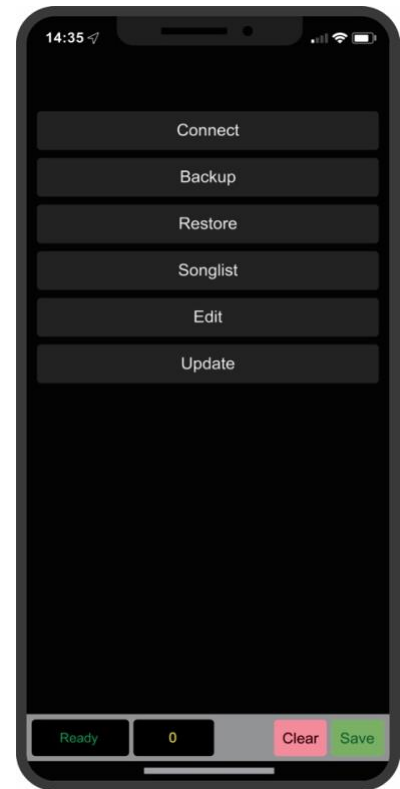 14:35
Connect
Backup
Restore
Songlist
Edit
Update
Ready 0 Clear Save